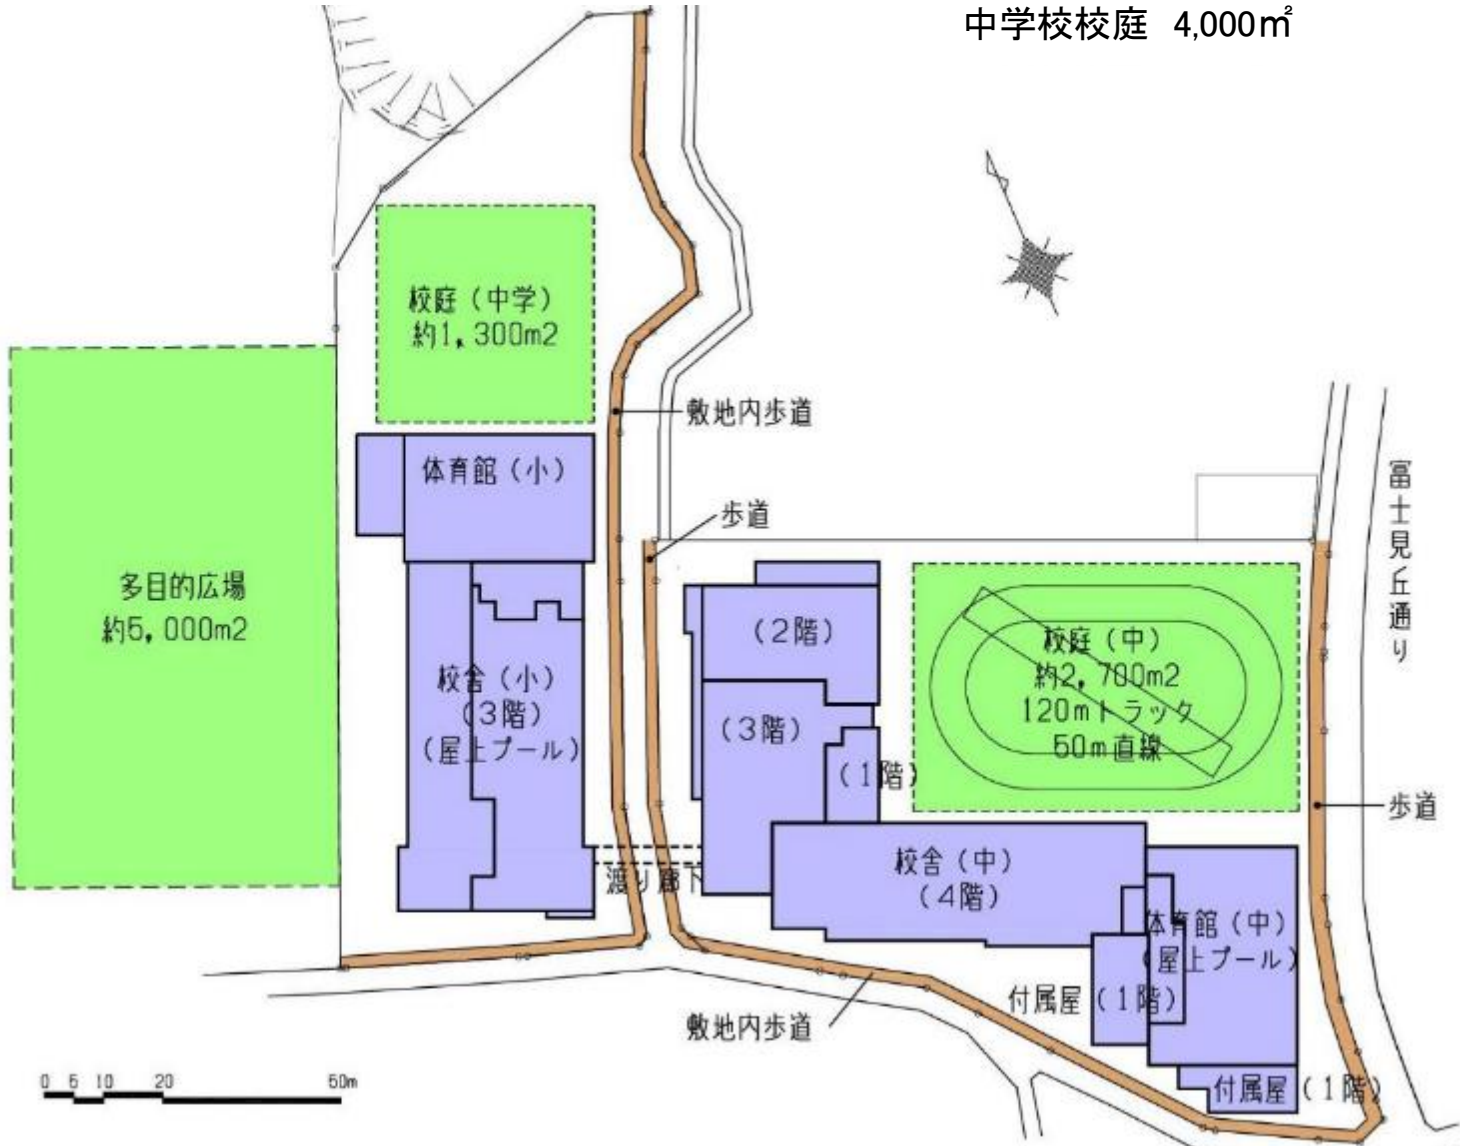 中学校校庭 4,000㎡
校庭（中学）
約1,300m2
敷地内歩道
体育館（小）
歩道
富士見丘通り
多目的広場
約5,000m2
（2階）
校庭（中）
約2,700m2
120mトラック
50m直線
校舎（小）
（3階）
（屋上プール）
（3階）
（1階）
歩道
校舎（中）
（4階）
渡り廊下
体育館（中）
（屋上プール）
付属屋（1階）
敷地内歩道
付属屋（1階）
0 5 10 20 50m